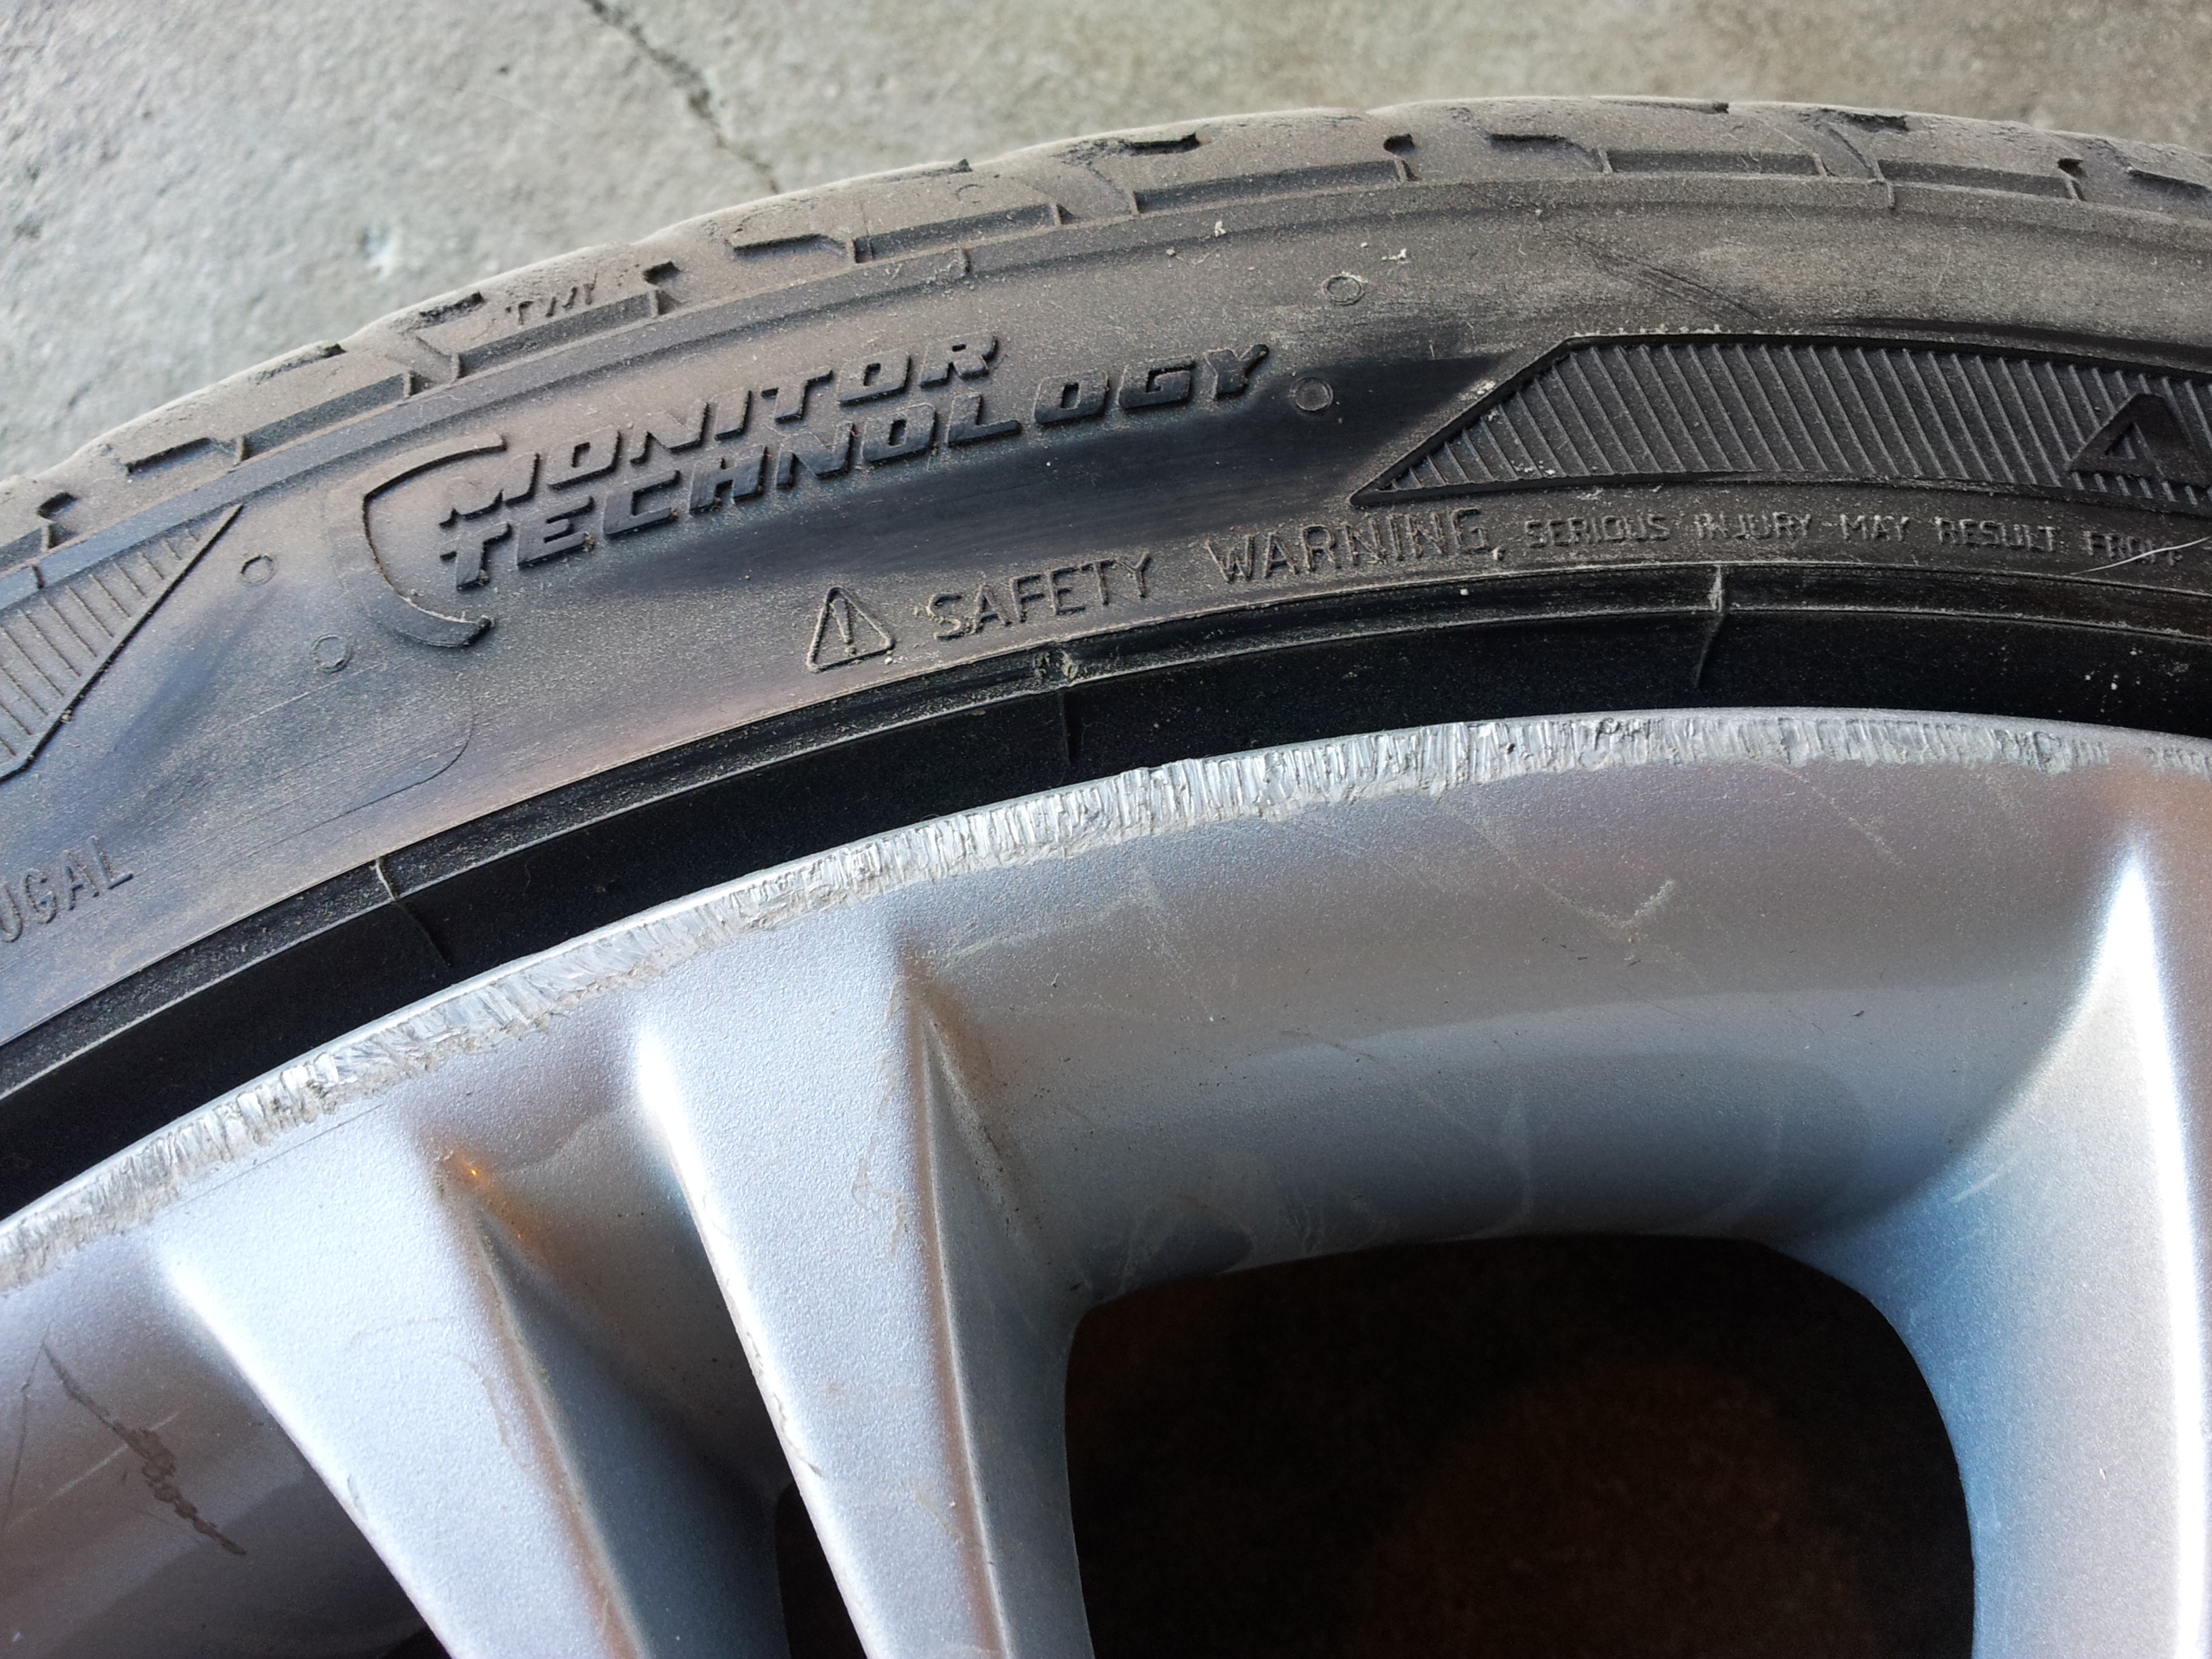 TWI
MONITOR
TECHNOLOGY
SAFETY WARNING, SERIOUS INJURY MAY RESULT FROM
UGAL